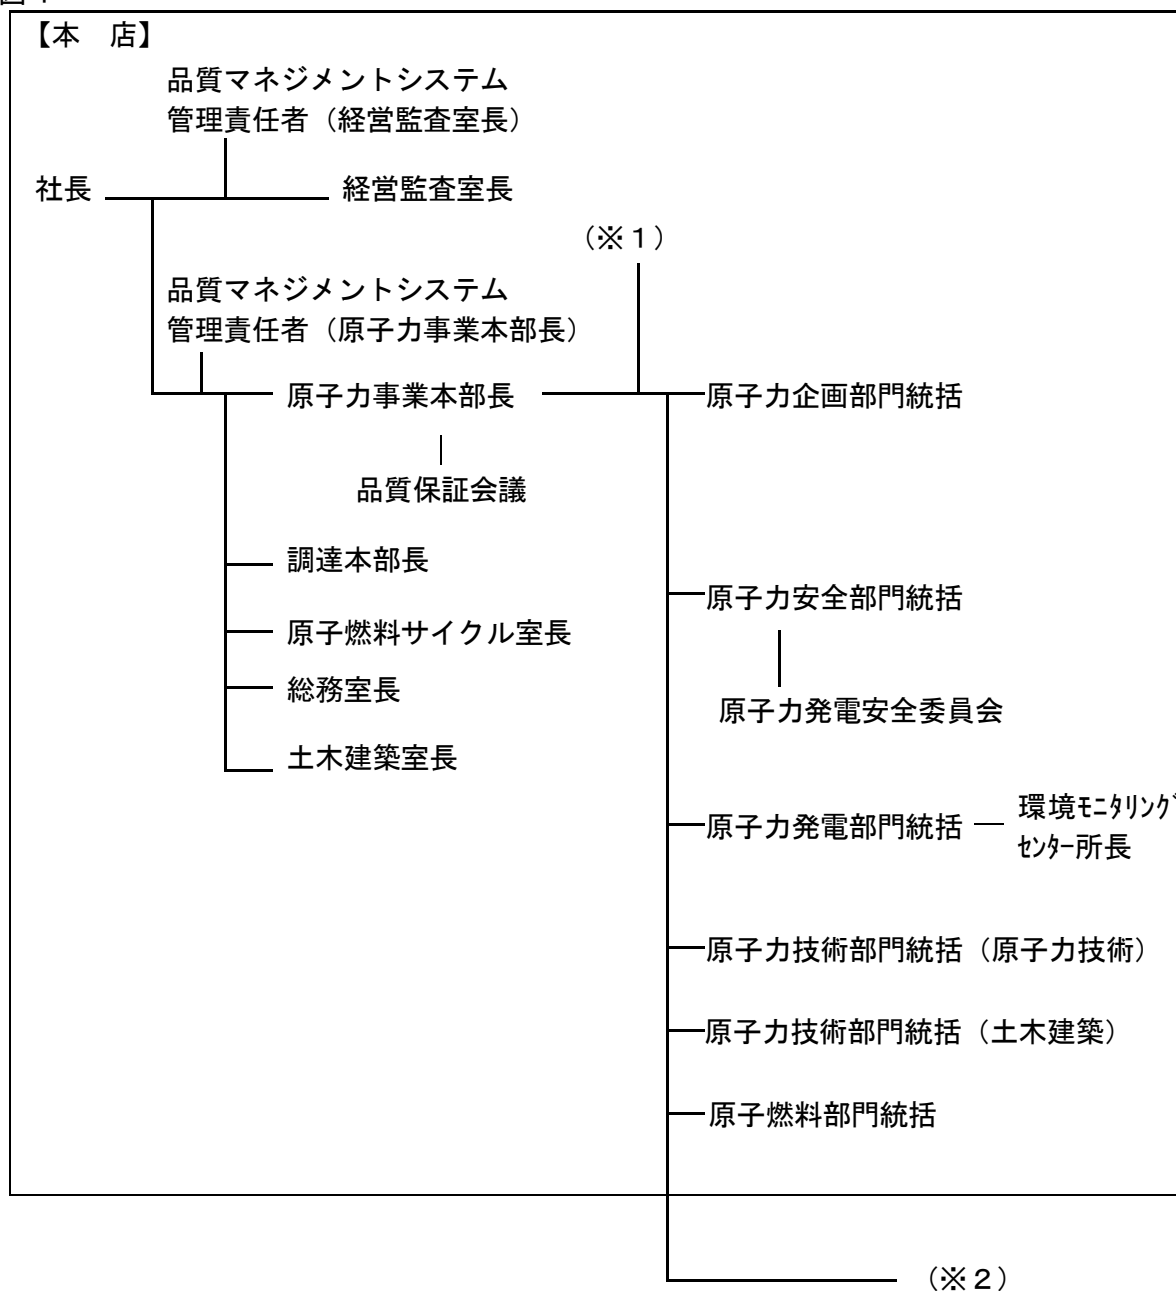 【本　店】
品質マネジメントシステム
管理責任者（経営監査室長）
社長
経営監査室長
（※１）
品質マネジメントシステム
管理責任者（原子力事業本部長）
原子力事業本部長
原子力企画部門統括
品質保証会議
調達本部長
原子力安全部門統括
原子燃料サイクル室長
総務室長
原子力発電安全委員会
土木建築室長
原子力発電部門統括
環境ﾓﾆﾀﾘﾝｸﾞ
ｾﾝﾀｰ所長
原子力技術部門統括（原子力技術）
原子力技術部門統括（土木建築）
原子燃料部門統括
（※２）